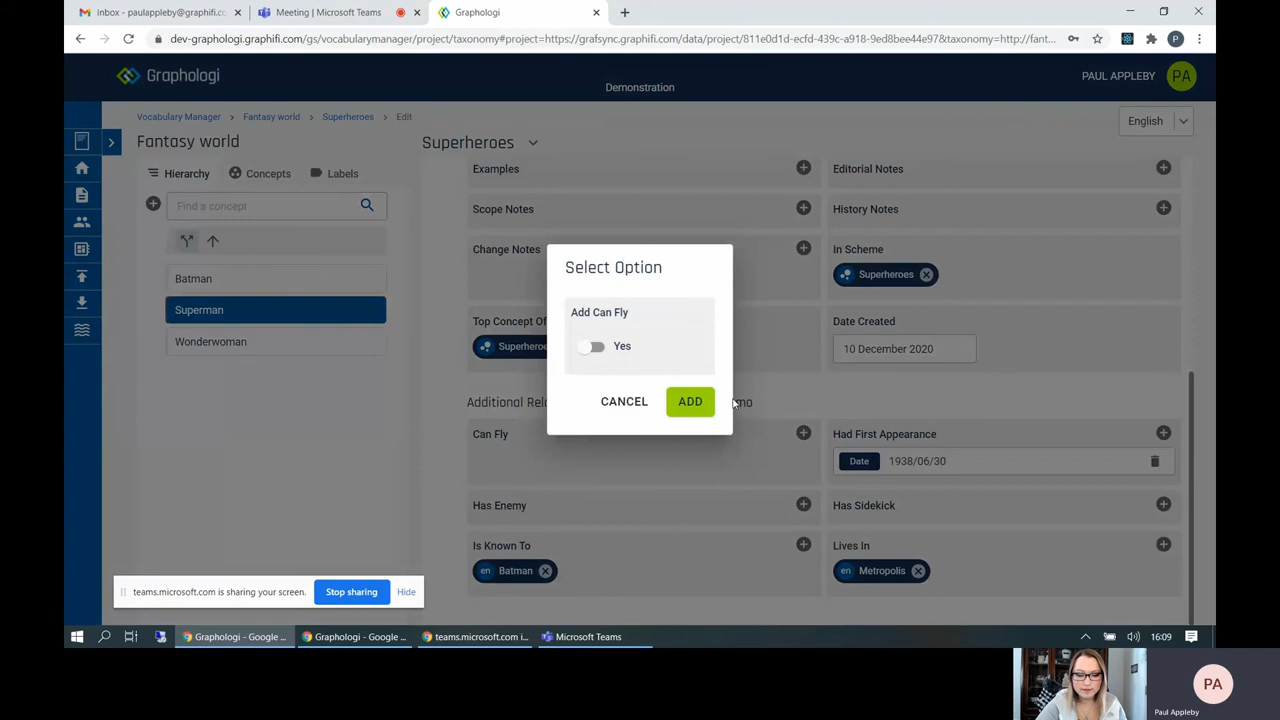 Inbox - paulappleby@graphifi.c
Meeting | Microsoft Teams
Graphologi
dev-graphologi.graphifi.com/gs/vocabularymanager/project/taxonomy#project=https://grafsync.graphifi.com/data/project/811e0d1d-ecfd-439c-a918-9ed8bee44e97&taxonomy=http://fant...
P
Graphologi
Demonstration
PAUL APPLEBY
PA
Vocabulary Manager > Fantasy world > Superheroes > Edit
English
Fantasy world
Superheroes
Hierarchy
Concepts
Labels
Find a concept
Batman
Superman
Wonderwoman
Examples
Editorial Notes
Scope Notes
History Notes
Change Notes
In Scheme
Superheroes
Top Concept Of
Superheroe
Date Created
10 December 2020
Select Option
Add Can Fly
Yes
CANCEL
ADD
Additional Rela
mo
Can Fly
Had First Appearance
Date
1938/06/30
Has Enemy
Has Sidekick
Is Known To
en Batman
Lives In
en Metropolis
teams.microsoft.com is sharing your screen.
Stop sharing
Hide
Graphologi - Google ...
Graphologi - Google ...
teams.microsoft.com i...
Microsoft Teams
16:09
PA
Paul Appleby